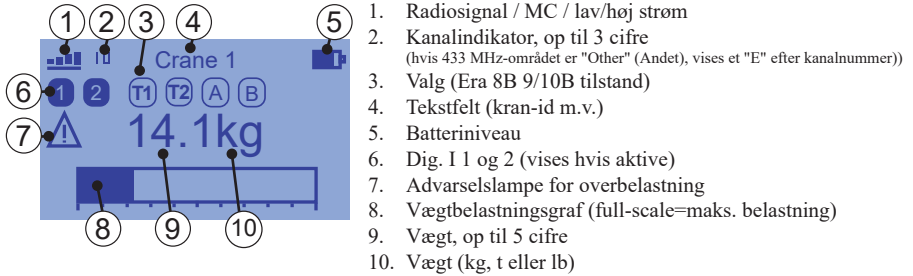 1 2 3 4 5
10
Crane 1
6 1 2 T1 T2 A B
7 14.1kg
8 9 10
1. Radiosignal / MC / lav/høj strøm
2. Kanalindikator, op til 3 cifre
(hvis 433 MHz-området er "Other" (Andet), vises et "E" efter kanalnummer))
3. Valg (Era 8B 9/10B tilstand)
4. Tekstfelt (kran-id m.v.)
5. Batteriniveau
6. Dig. I 1 og 2 (vises hvis aktive)
7. Advarselslampe for overbelastning
8. Vægtbelastningsgraf (full-scale=maks. belastning)
9. Vægt, op til 5 cifre
10. Vægt (kg, t eller lb)